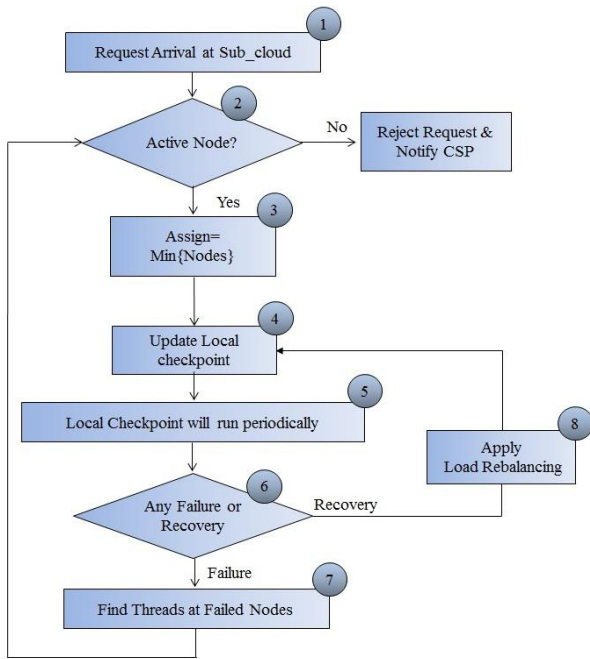 1
Request Arrival at Sub_cloud
2
Active Node?
No
Reject Request &
Notify CSP
Yes
3
Assign=
Min{Nodes}
4
Update Local
checkpoint
5
Local Checkpoint will run periodically
8
Apply
Load Rebalancing
6
Any Failure or
Recovery
Recovery
Failure
7
Find Threads at Failed Nodes